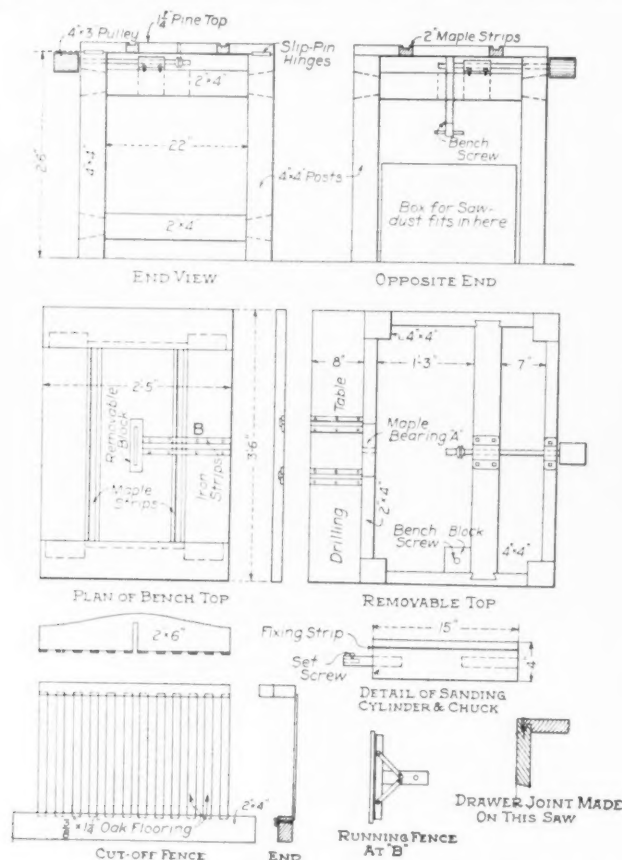 4"×3" Pulley
1¼" Pine Top
Slip-Pin
Hinges
2"×4"
2'-6"
4"×4"
22"
4"×4" Posts
2"×4"
END VIEW
2" Maple Strips
Bench
Screw
Box for Saw-
dust fits in here
OPPOSITE END
2'-5"
Removable
Block
B
Iron
Strips
Maple
Strips
3'-6"
PLAN OF BENCH TOP
8"
Table
Drilling
4"×4"
1'-3"
7"
Maple
Bearing "A"
2"×4"
Bench
Screw
Block
6"
4"×4"
REMOVABLE TOP
2"×6"
2"×4"
1¼" Oak Flooring
CUT-OFF FENCE
END
15"
Fixing Strip
4"
Set
Screw
DETAIL OF SANDING
CYLINDER & CHUCK
RUNNING FENCE
AT "B"
DRAWER JOINT MADE
ON THIS SAW